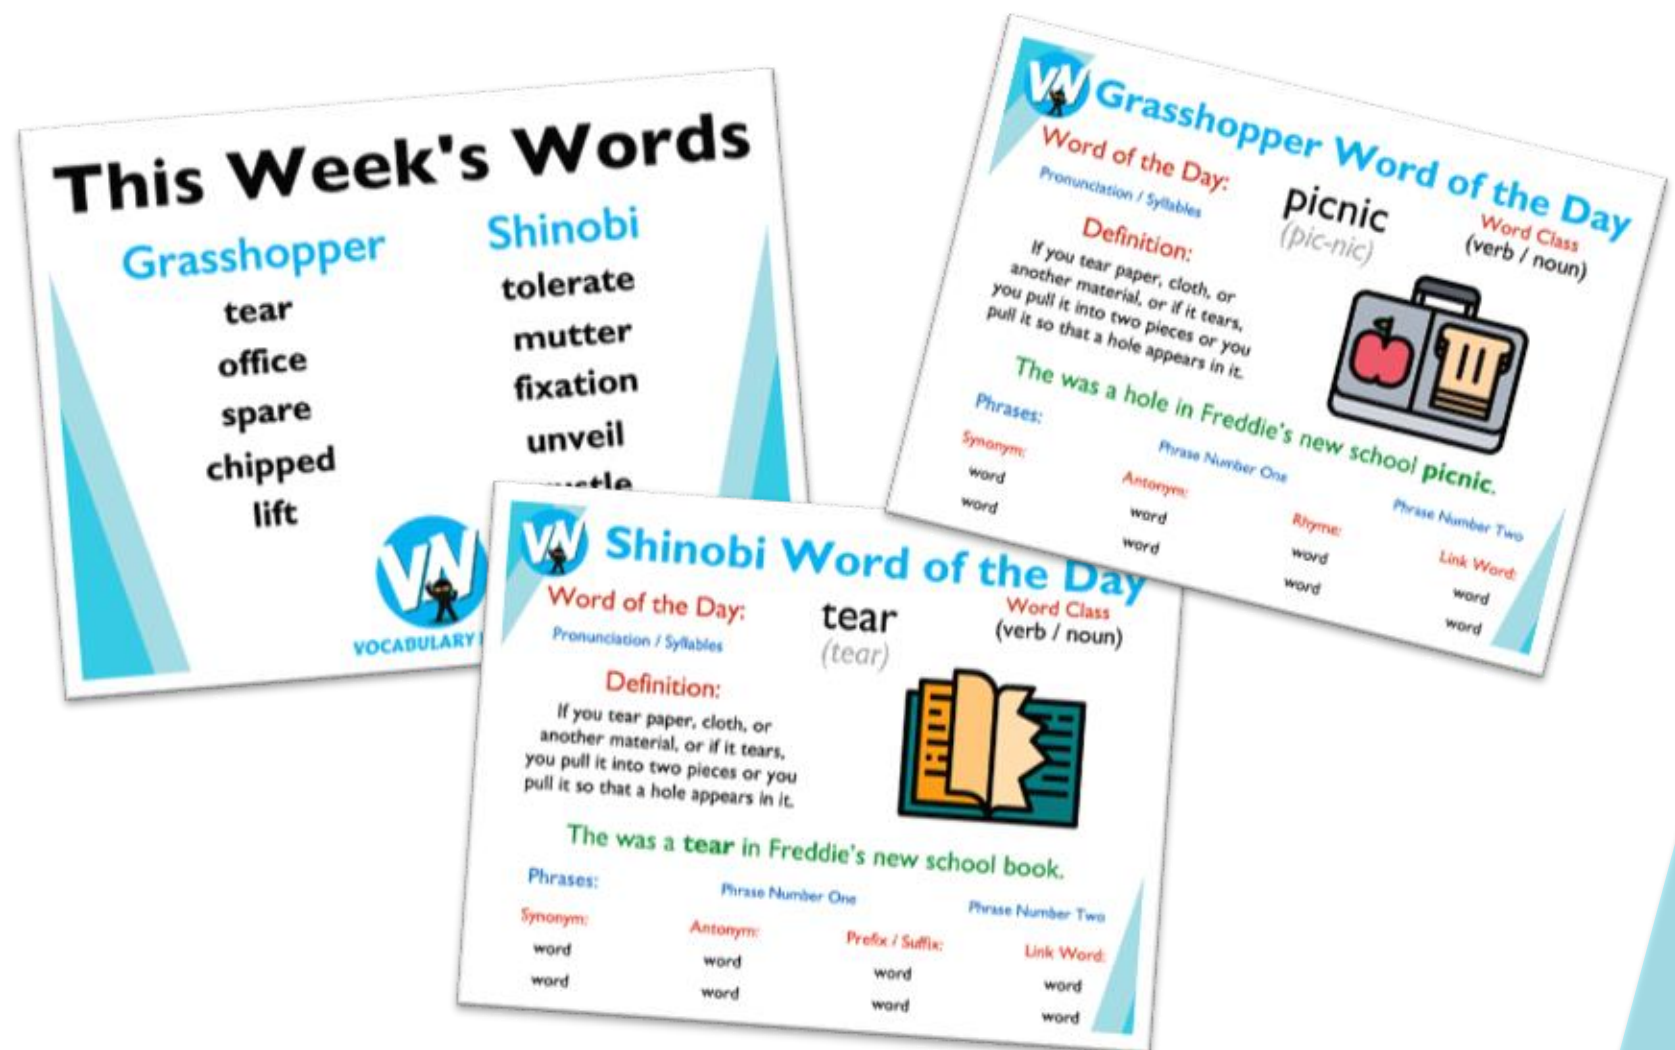 This Week's Words
Grasshopper
tear
office
spare
chipped
lift
Shinobi
tolerate
mutter
fixation
unveil
VN
VOCABULARY
VN
Grasshopper Word of the Day
Word of the Day:
Pronunciation / Syllables
picnic
(pic-nic)
Word Class
(verb / noun)
Definition:
If you tear paper, cloth, or
another material, or if it tears,
you pull it into two pieces or you
pull it so that a hole appears in it.
The was a hole in Freddie's new school picnic.
Phrases:
Phrase Number One
Phrase Number Two
Synonym:
word
word
Antonym:
word
word
Rhyme:
word
word
Link Word:
word
word
VN
Shinobi Word of the Day
Word of the Day:
Pronunciation / Syllables
tear
(tear)
Word Class
(verb / noun)
Definition:
If you tear paper, cloth, or
another material, or if it tears,
you pull it into two pieces or you
pull it so that a hole appears in it.
The was a tear in Freddie's new school book.
Phrases:
Phrase Number One
Phrase Number Two
Synonym:
word
word
Antonym:
word
word
Prefix / Suffix:
word
word
Link Word:
word
word